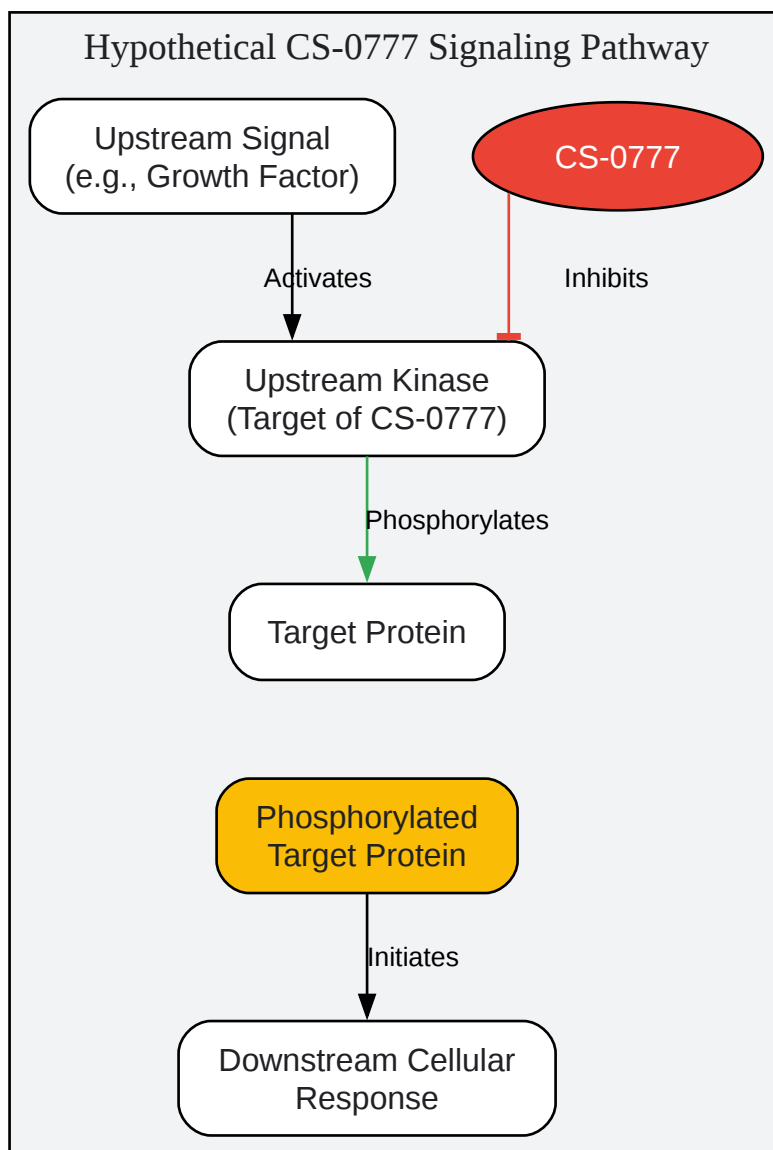 Hypothetical CS-0777 Signaling Pathway
Upstream Signal
(e.g., Growth Factor)
CS-0777
Activates
Inhibits
Upstream Kinase
(Target of CS-0777)
Phosphorylates
Target Protein
Phosphorylated
Target Protein
Initiates
Downstream Cellular
Response